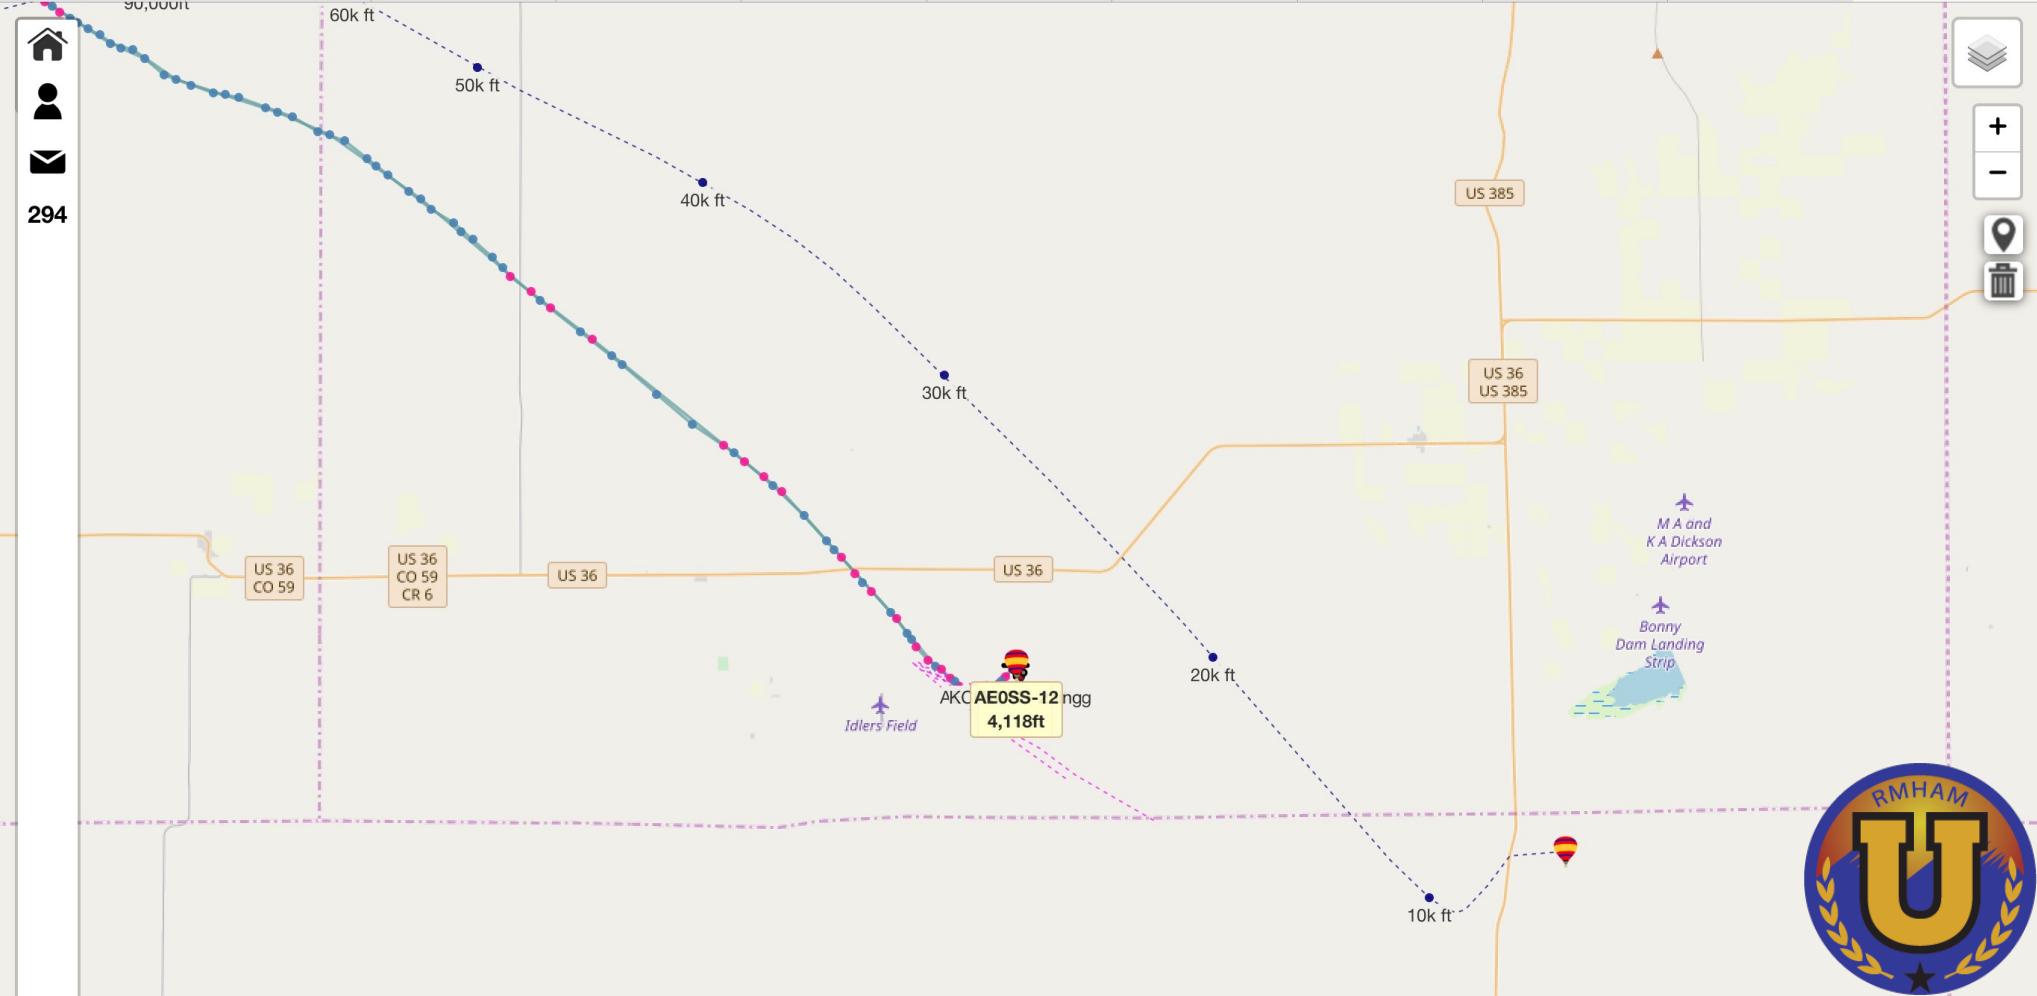 90,000ft
60k ft
50k ft
40k ft
30k ft
20k ft
10k ft
294
+
−
US 385
US 36
US 385
US 36
CO 59
US 36
CO 59
CR 6
US 36
US 36
M A and
K A Dickson
Airport
Bonny
Dam Landing
Strip
Idlers Field
AE0SS-12
4,118ft
RMHAM
U